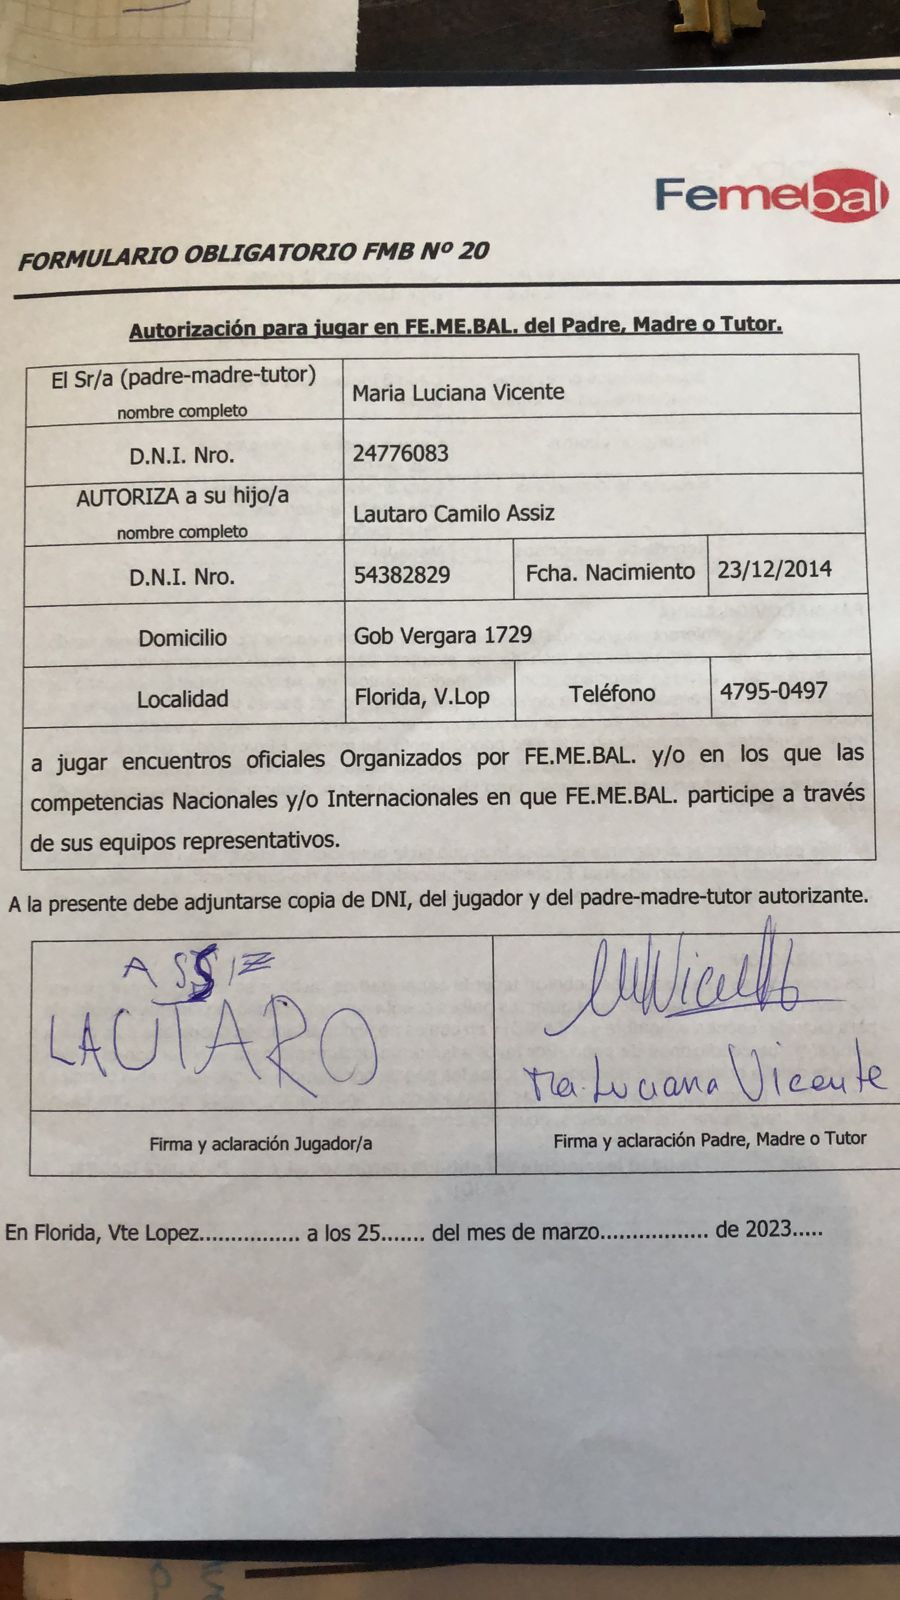 Femebal
FORMULARIO OBLIGATORIO FMB Nº 20
Autorización para jugar en FE.ME.BAL. del Padre, Madre o Tutor.
El Sr/a (padre-madre-tutor)
nombre completo
Maria Luciana Vicente
D.N.I. Nro.
24776083
AUTORIZA a su hijo/a
nombre completo
Lautaro Camilo Assiz
D.N.I. Nro.
54382829
Fcha. Nacimiento
23/12/2014
Domicilio
Gob Vergara 1729
Localidad
Florida, V.Lop
Teléfono
4795-0497
a jugar encuentros oficiales Organizados por FE.ME.BAL. y/o en los que las
competencias Nacionales y/o Internacionales en que FE.ME.BAL. participe a través
de sus equipos representativos.
A la presente debe adjuntarse copia de DNI, del jugador y del padre-madre-tutor autorizante.
ASSIZ
LAUTARO
MVicente
Ma. Luciana Vicente
Firma y aclaración Jugador/a
Firma y aclaración Padre, Madre o Tutor
En Florida, Vte Lopez................ a los 25....... del mes de marzo................. de 2023.....